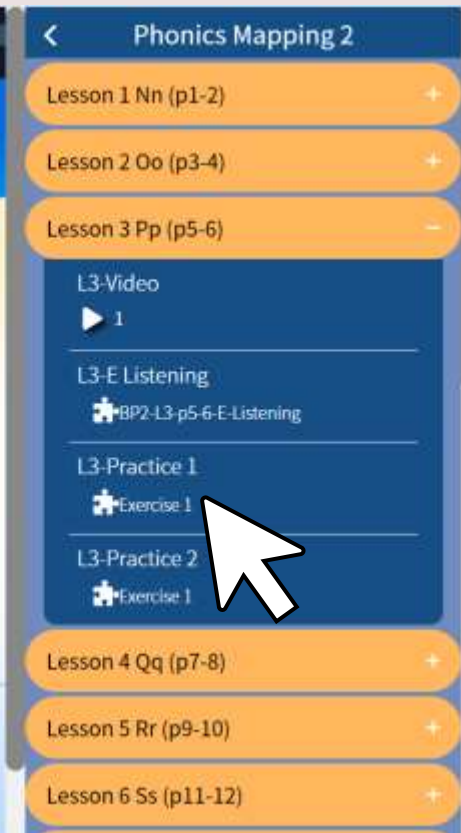 Phonics Mapping 2
Lesson 1 Nn (p1-2)
Lesson 2 Oo (p3-4)
Lesson 3 Pp (p5-6)
L3-Video
1
L3-E Listening
BP2-L3-p5-6-E-Listening
L3-Practice 1
Exercise 1
L3-Practice 2
Exercise 1
Lesson 4 Qq (p7-8)
Lesson 5 Rr (p9-10)
Lesson 6 Ss (p11-12)